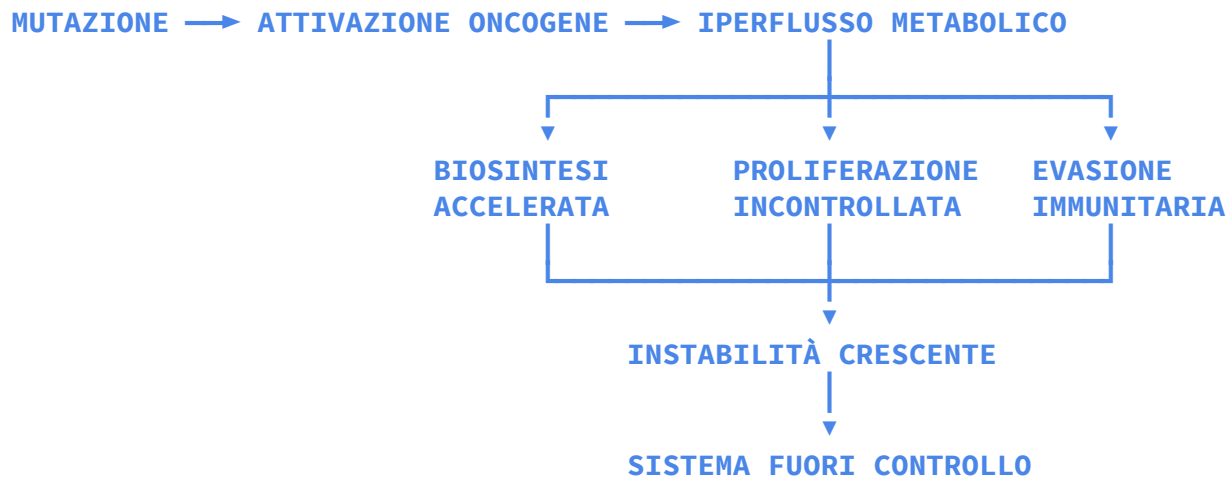 MUTAZIONE → ATTIVAZIONE ONCOGENE → IPERFLUSSO METABOLICO
BIOSINTESI PROLIFERAZIONE EVASIONE
ACCELERATA INCONTROLLATA IMMUNITARIA
INSTABILITÀ CRESCENTE
SISTEMA FUORI CONTROLLO